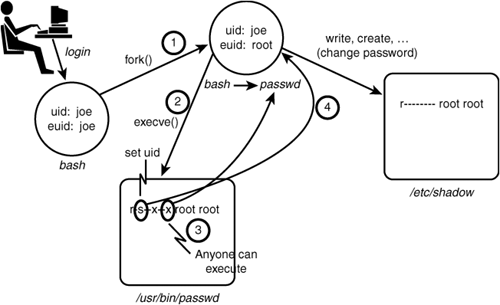 login
uid: joe
euid: joe
bash
fork()
1
uid: joe
euid: root
bash
passwd
2
execve()
write, create, ...
(change password)
4
r-------- root root
/etc/shadow
set uid
r-s--x--x root root
3
Anyone can
execute
/usr/bin/passwd